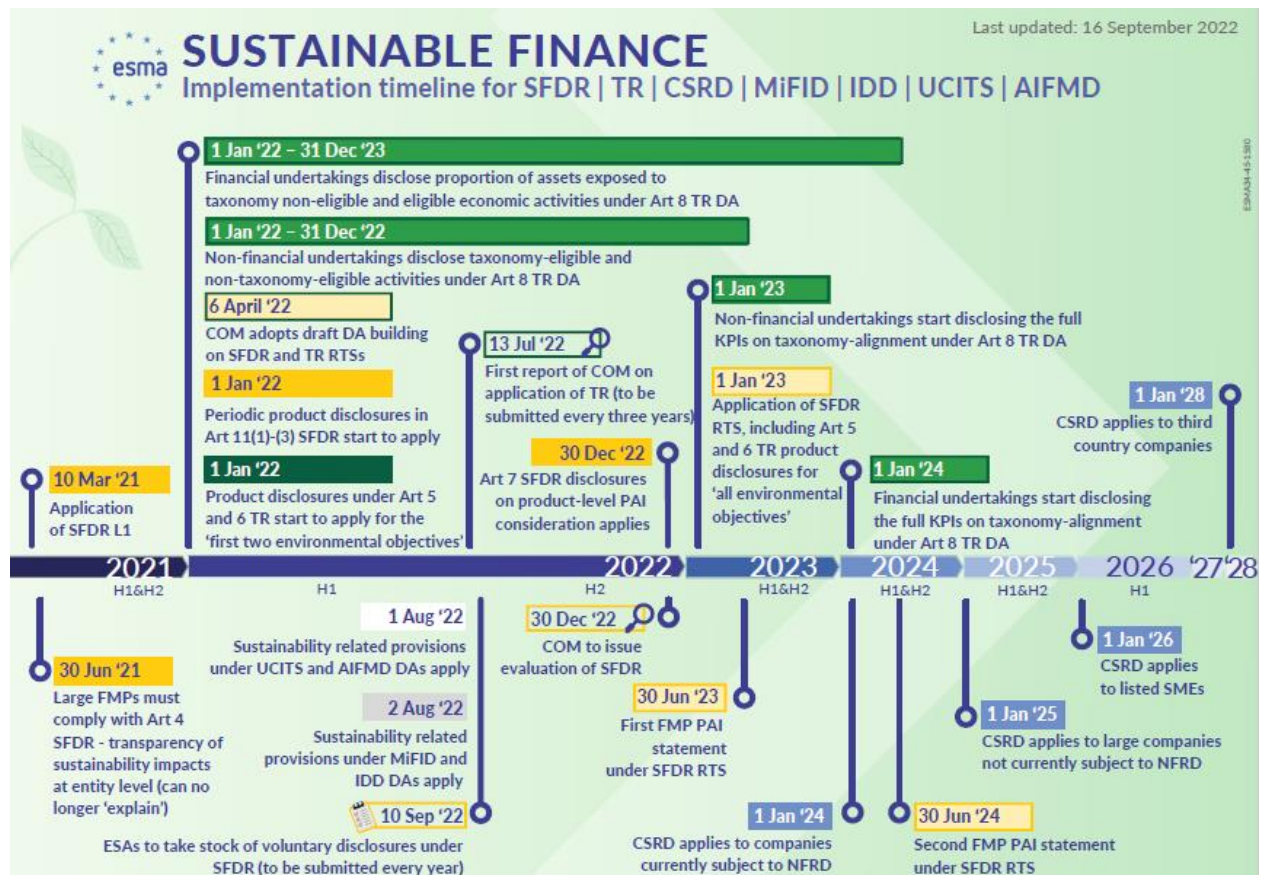 Last updated: 16 September 2022
esma
SUSTAINABLE FINANCE
Implementation timeline for SFDR | TR | CSRD | MiFID | IDD | UCITS | AIFMD
ESMA34-45-1580
1 Jan ‘22 – 31 Dec ‘23
Financial undertakings disclose proportion of assets exposed to
taxonomy non-eligible and eligible economic activities under Art 8 TR DA
1 Jan ‘22 – 31 Dec ‘22
Non-financial undertakings disclose taxonomy-eligible and
non-taxonomy-eligible activities under Art 8 TR DA
6 April ‘22
COM adopts draft DA building
on SFDR and TR RTSs
1 Jan ‘22
Periodic product disclosures in
Art 11(1)-(3) SFDR start to apply
1 Jan ‘22
Product disclosures under Art 5
and 6 TR start to apply for the
‘first two environmental objectives’
10 Mar ‘21
Application
of SFDR L1
13 Jul ‘22
First report of COM on
application of TR (to be
submitted every three years)
30 Dec ‘22
Art 7 SFDR disclosures
on product-level PAI
consideration applies
1 Jan ‘23
Non-financial undertakings start disclosing the full
KPIs on taxonomy-alignment under Art 8 TR DA
1 Jan ‘23
Application of SFDR
RTS, including Art 5
and 6 TR product
disclosures for
‘all environmental
objectives’
1 Jan ‘24
Financial undertakings start disclosing
the full KPIs on taxonomy-alignment
under Art 8 TR DA
1 Jan ‘28
CSRD applies to third
country companies
2021 2022 2023 2024 2025 2026 ‘27 ‘28
H1&H2 H1 H2 H1&H2 H1&H2 H1&H2 H1
30 Jun ‘21
Large FMPs must
comply with Art 4
SFDR - transparency of
sustainability impacts
at entity level (can no
longer ‘explain’)
1 Aug ‘22
Sustainability related provisions
under UCITS and AIFMD DAs apply
2 Aug ‘22
Sustainability related
provisions under MiFID and
IDD DAs apply
10 Sep ‘22
ESAs to take stock of voluntary disclosures under
SFDR (to be submitted every year)
30 Dec ‘22
COM to issue
evaluation of SFDR
30 Jun ‘23
First FMP PAI
statement
under SFDR RTS
1 Jan ‘24
CSRD applies to companies
currently subject to NFRD
30 Jun ‘24
Second FMP PAI statement
under SFDR RTS
1 Jan ‘25
CSRD applies to large companies
not currently subject to NFRD
1 Jan ‘26
CSRD applies
to listed SMEs